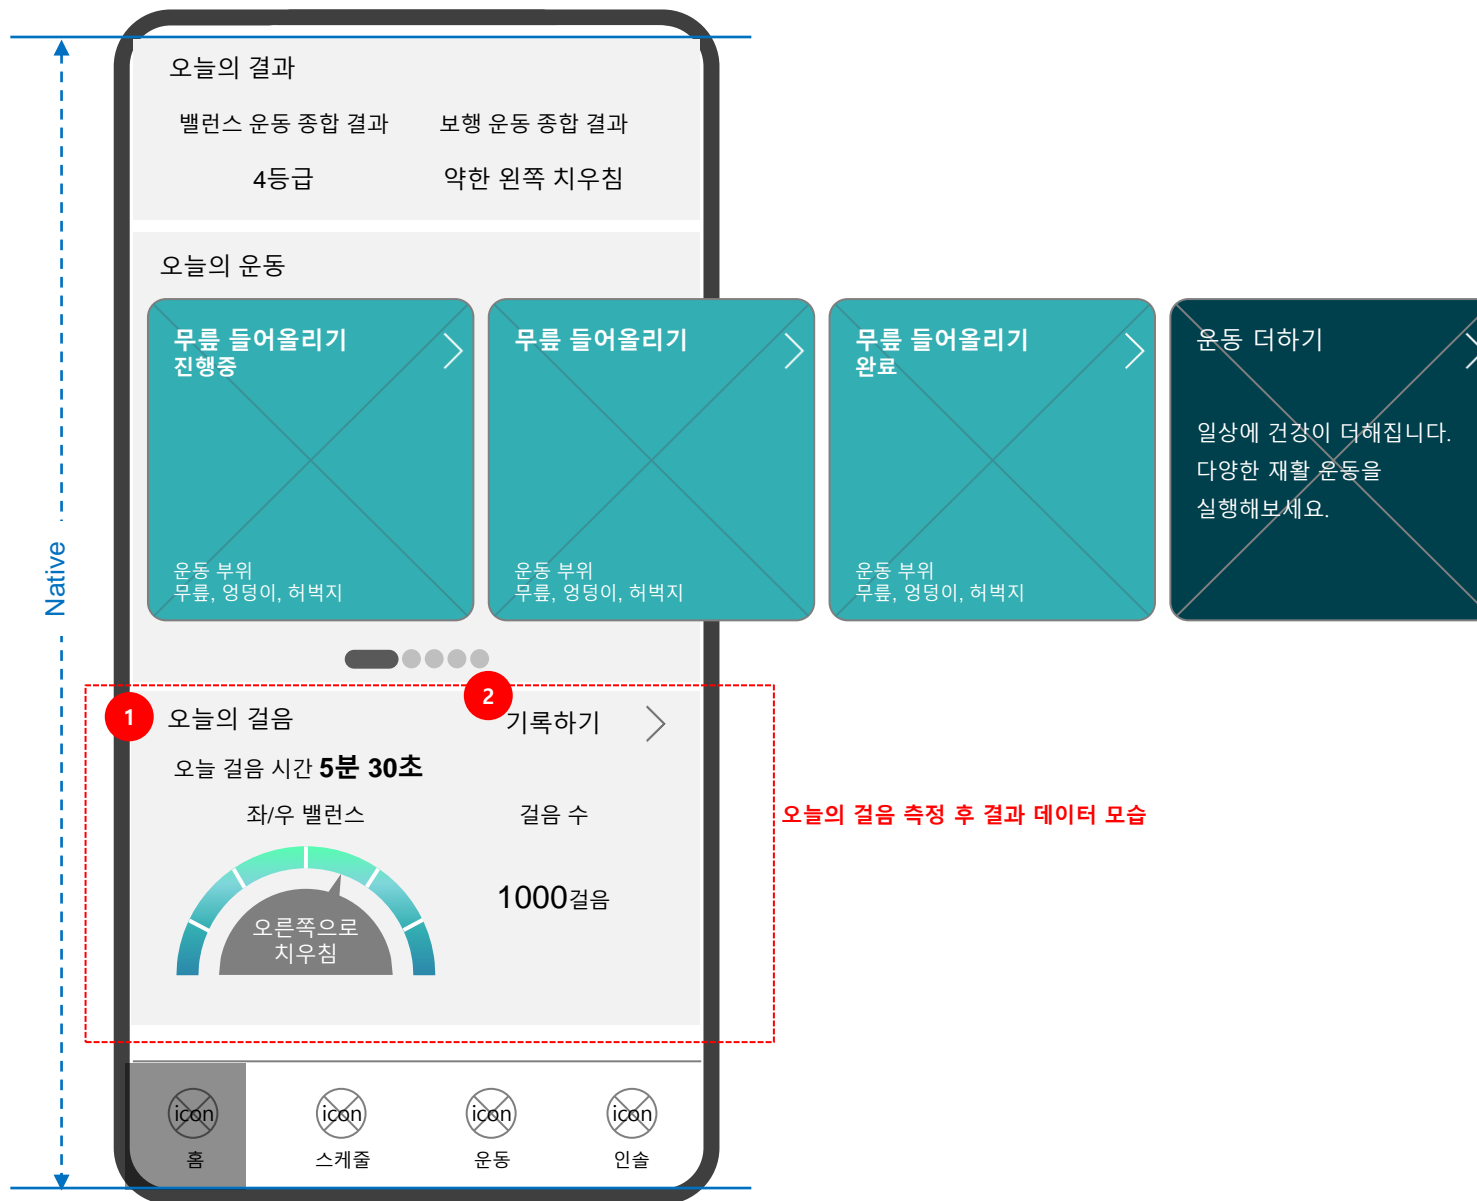 오늘의 결과
밸런스 운동 종합 결과
보행 운동 종합 결과
4등급
약한 왼쪽 치우침
오늘의 운동
무릎 들어올리기
진행중
운동 부위
무릎, 엉덩이, 허벅지
무릎 들어올리기
운동 부위
무릎, 엉덩이, 허벅지
무릎 들어올리기
완료
운동 부위
무릎, 엉덩이, 허벅지
운동 더하기
일상에 건강이 더해집니다.
다양한 재활 운동을
실행해보세요.
Native
1
오늘의 걸음
2
기록하기
오늘 걸음 시간 5분 30초
좌/우 밸런스
걸음 수
오른쪽으로
치우침
1000걸음
오늘의 걸음 측정 후 결과 데이터 모습
icon
홈
icon
스케줄
icon
운동
icon
인솔